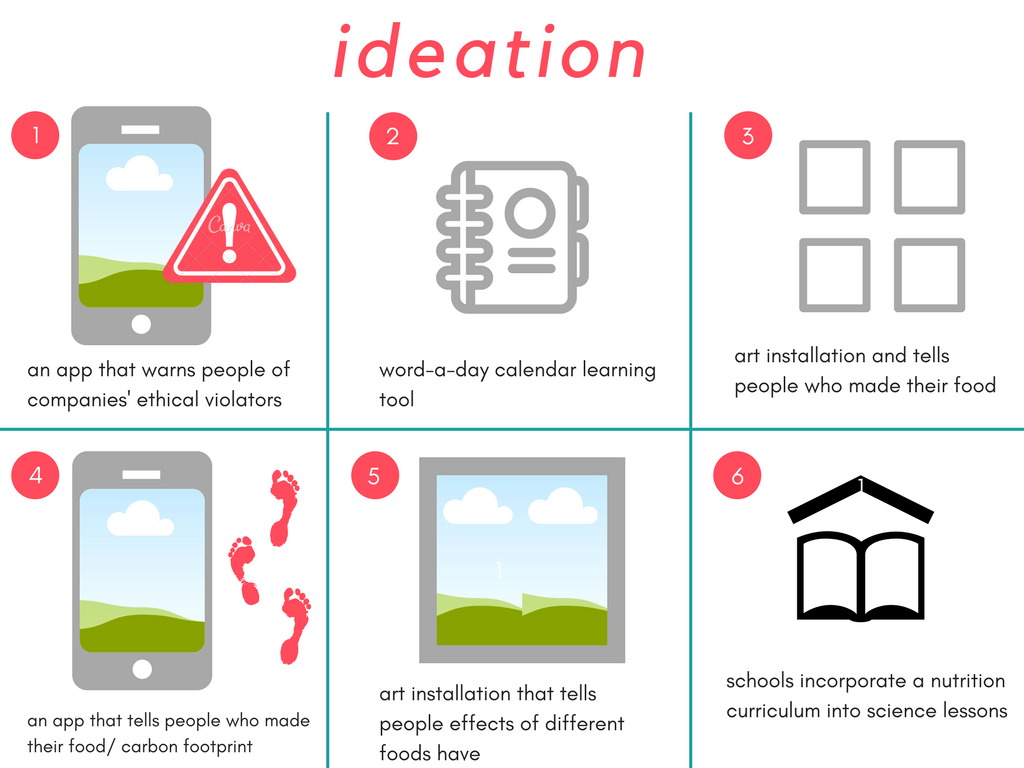 ideation
1
Canva
an app that warns people of
companies' ethical violators
2
word-a-day calendar learning
tool
3
art installation and tells
people who made their food
4
an app that tells people who made
their food/ carbon footprint
5
1
art installation that tells
people effects of different
foods have
6
1
schools incorporate a nutrition
curriculum into science lessons